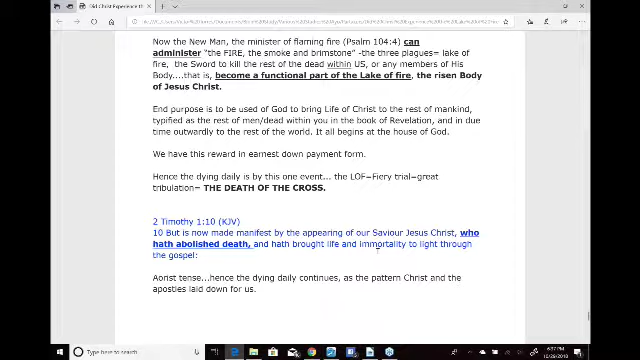 Did Christ Experience th
Now the New Man, the minister of flaming fire (Psalm 104:4) can
administer "the FIRE, the smoke and brimstone" -the three plagues= lake of
fire, the Sword to kill the rest of the dead within US, or any members of His
Body....that is, become a functional part of the Lake of fire, the risen Body
of Jesus Christ.
End purpose is to be used of God to bring Life of Christ to the rest of mankind,
typified as the rest of men/dead within you in the book of Revelation, and in due
time outwardly to the rest of the world. It all begins at the house of God.
We have this reward in earnest down payment form.
Hence the dying daily is by this one event... the LOF=Fiery trial=great
tribulation= THE DEATH OF THE CROSS.
2 Timothy 1:10 (KJV)
10 But is now made manifest by the appearing of our Saviour Jesus Christ, who
hath abolished death, and hath brought life and immortality to light through
the gospel:
Aorist tense...hence the dying daily continues, as the pattern Christ and the
apostles laid down for us.
Type here to search
6:37 PM
10/29/2018